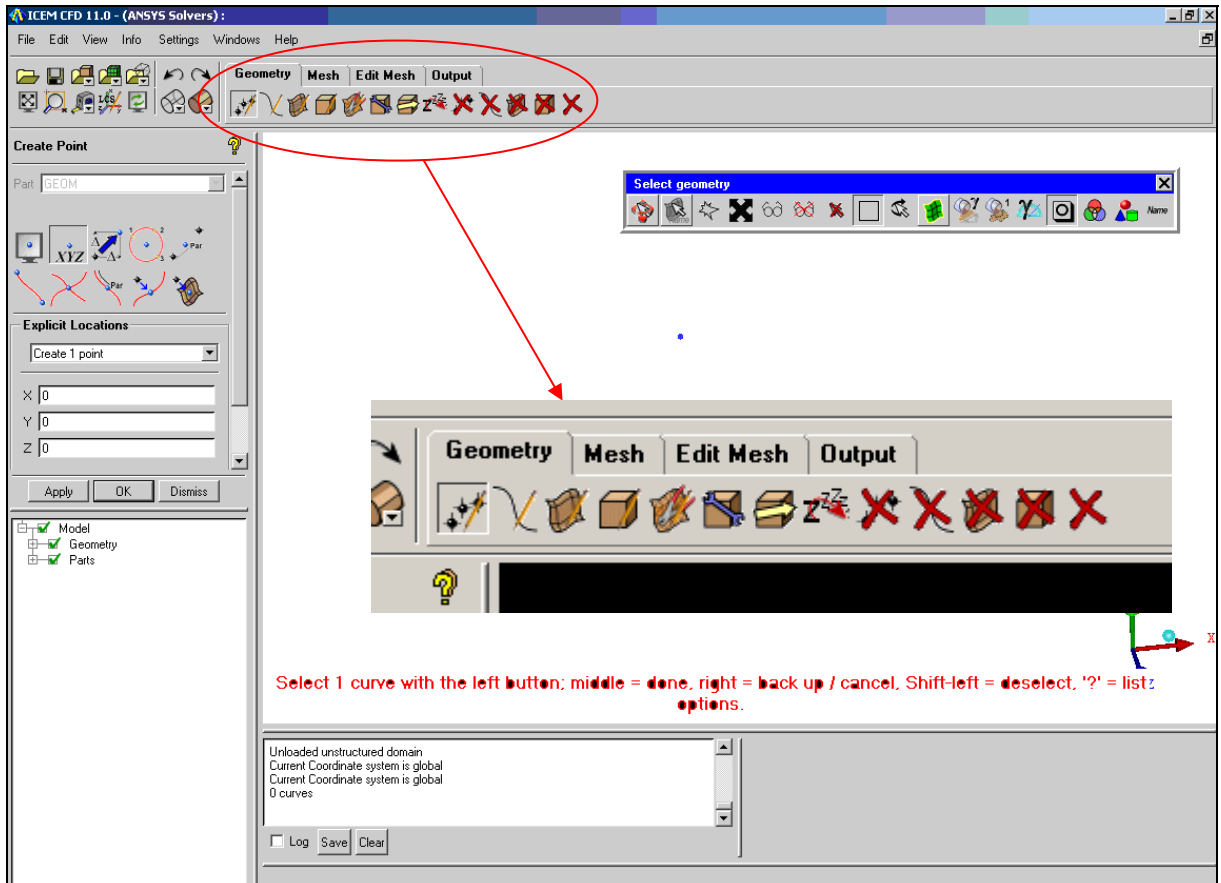 ICEM CFD 11.0 - (ANSYS Solvers) :
File Edit View Info Settings Windows Help
Geometry Mesh Edit Mesh Output
Create Point
Part GEOM
XYZ
Par
Par
Explicit Locations
Create 1 point
X 0
Y 0
Z 0
Apply OK Dismiss
Model
Geometry
Parts
Select geometry
Name
Geometry Mesh Edit Mesh Output
X
Z
Select 1 curve with the left button; middle = done, right = back up / cancel, Shift-left = deselect, '?' = list
options.
Unloaded unstructured domain
Current Coordinate system is global
Current Coordinate system is global
0 curves
Log Save Clear